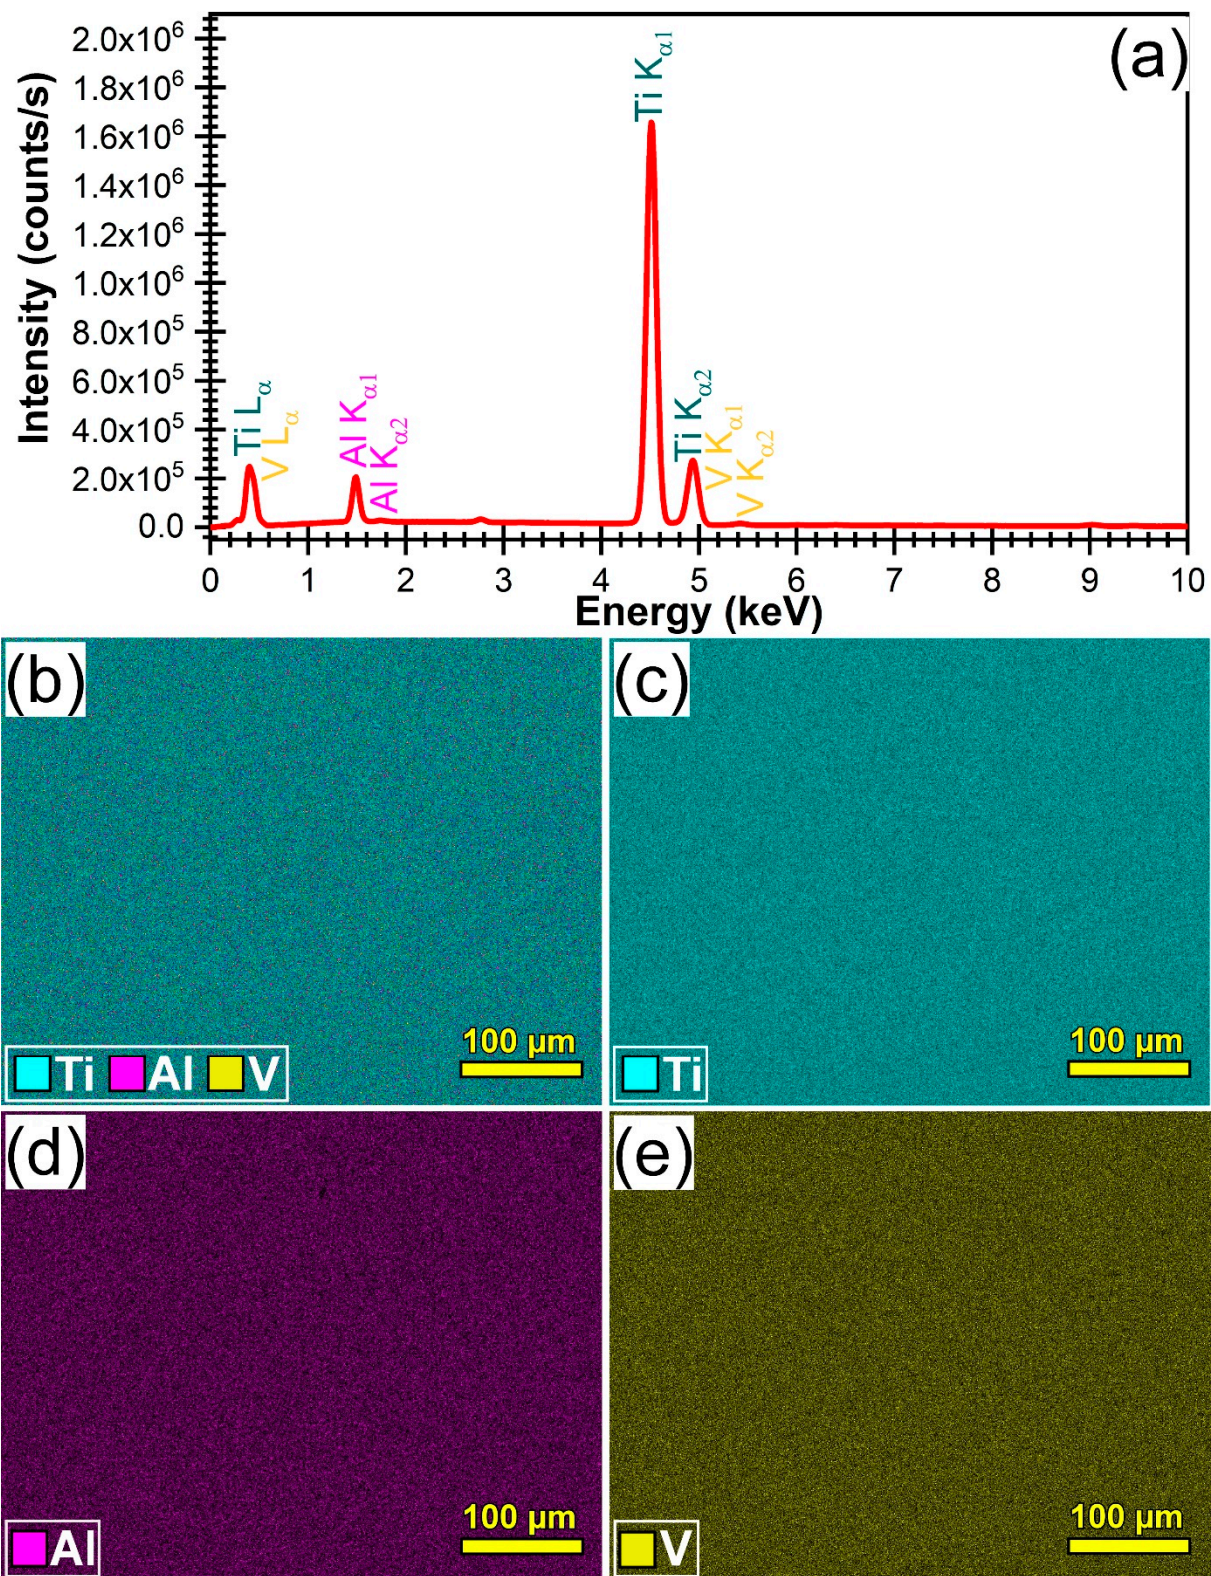 (a)
Intensity (counts/s)
2.0x10⁶
1.8x10⁶
1.6x10⁶
1.4x10⁶
1.2x10⁶
1.0x10⁶
8.0x10⁵
6.0x10⁵
4.0x10⁵
2.0x10⁵
0.0
Ti Lα
V Lα
Al Kα1
Al Kα2
Ti Kα1
Ti Kα2
V Kα1
V Kα2
0 1 2 3 4 5 6 7 8 9 10
Energy (keV)
(b)
Ti Al V
100 µm
(c)
Ti
100 µm
(d)
Al
100 µm
(e)
V
100 µm